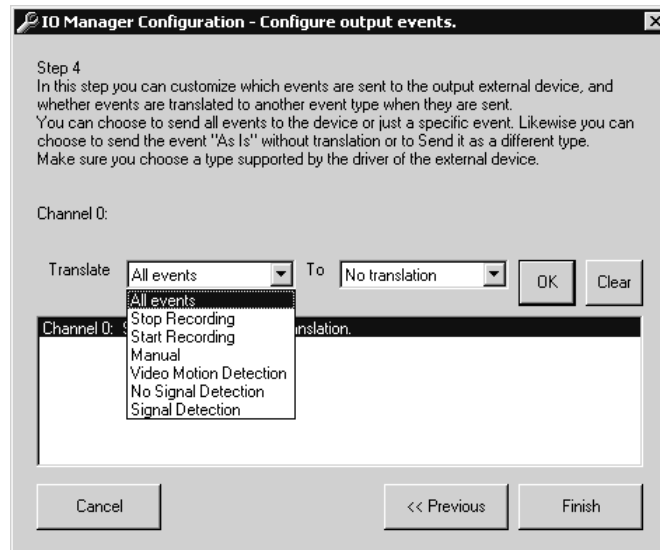 IO Manager Configuration - Configure output events.
Step 4
In this step you can customize which events are sent to the output external device, and
whether events are translated to another event type when they are sent.
You can choose to send all events to the device or just a specific event. Likewise you can
choose to send the event "As Is" without translation or to Send it as a different type.
Make sure you choose a type supported by the driver of the external device.
Channel 0:
Translate All events To No translation OK Clear
All events
Stop Recording
Start Recording
Manual
Video Motion Detection
No Signal Detection
Signal Detection
Channel 0:
Cancel << Previous Finish